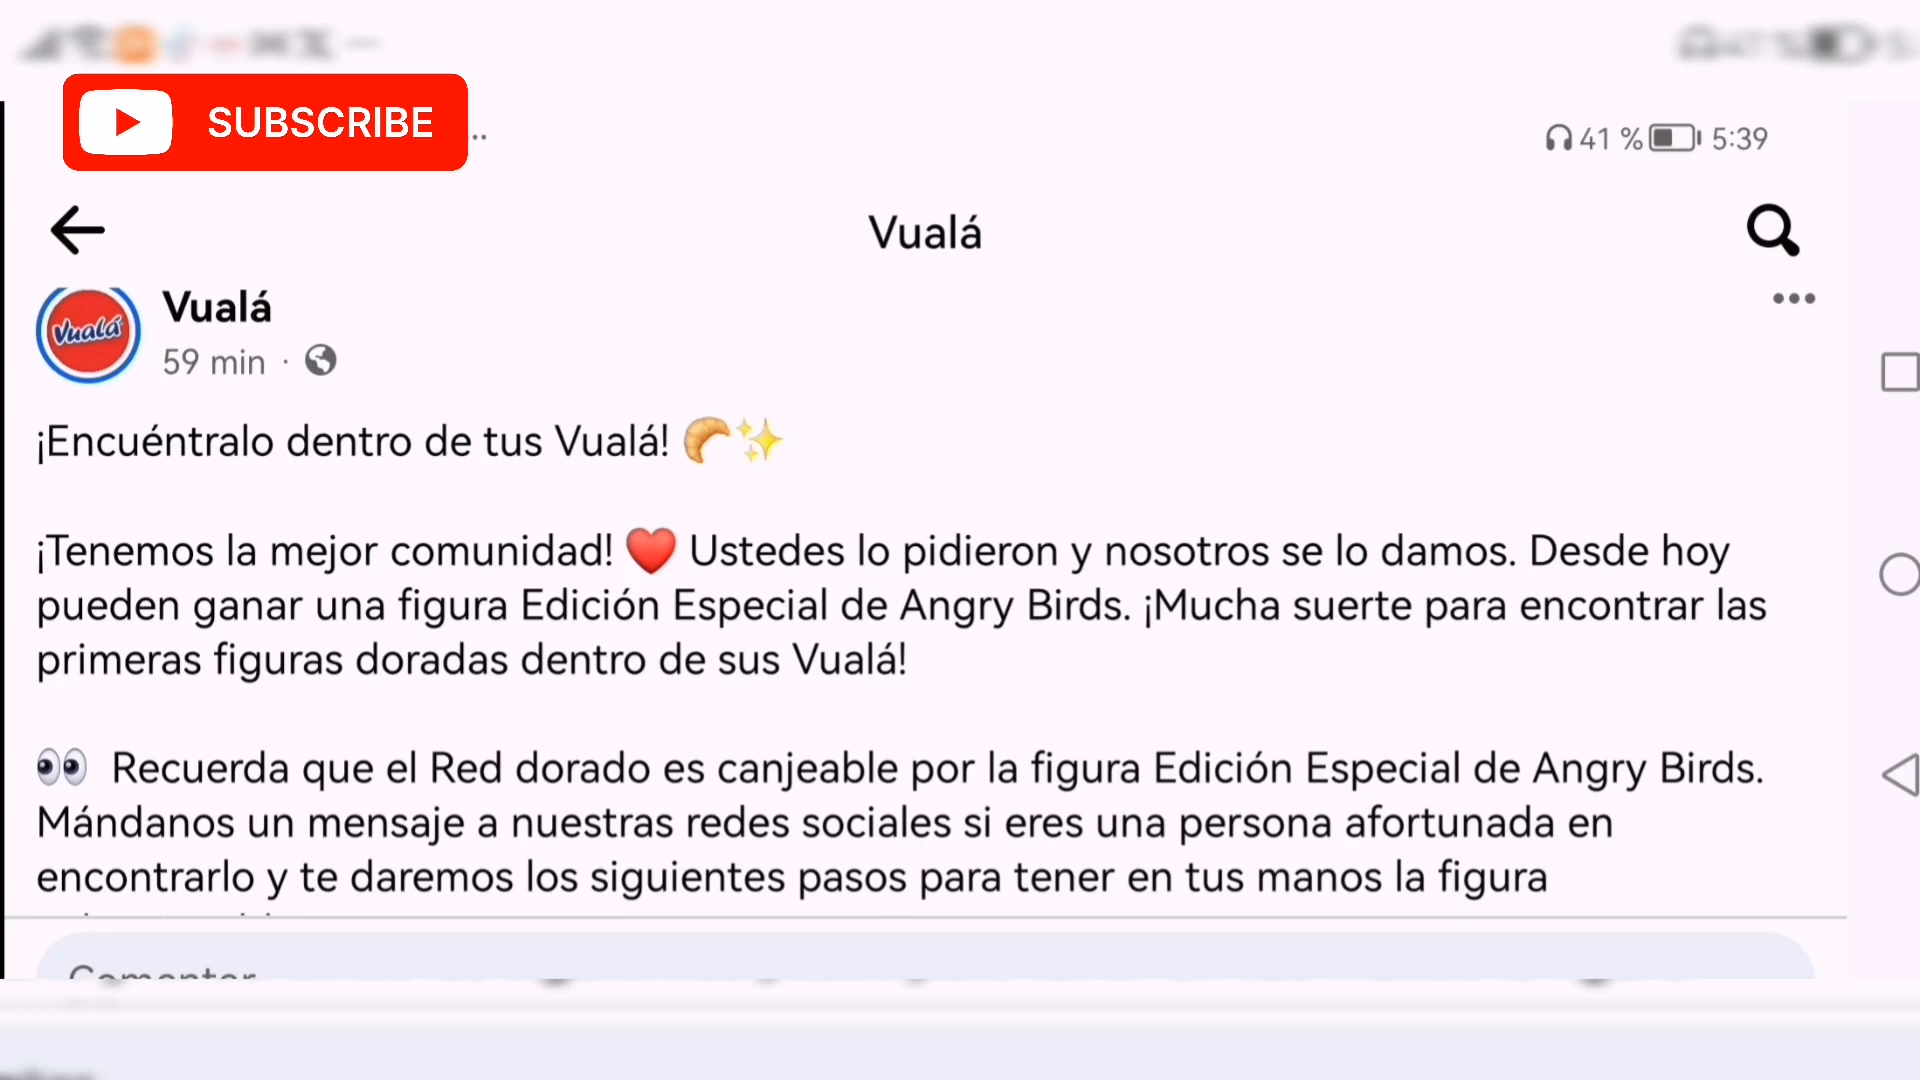 SUBSCRIBE
41 % 5:39
Vualá
Vualá
Vualá
59 min ·
¡Encuéntralo dentro de tus Vualá! 🥐✨
¡Tenemos la mejor comunidad! ❤️ Ustedes lo pidieron y nosotros se lo damos. Desde hoy
pueden ganar una figura Edición Especial de Angry Birds. ¡Mucha suerte para encontrar las
primeras figuras doradas dentro de sus Vualá!
👀 Recuerda que el Red dorado es canjeable por la figura Edición Especial de Angry Birds.
Mándanos un mensaje a nuestras redes sociales si eres una persona afortunada en
encontrarlo y te daremos los siguientes pasos para tener en tus manos la figura